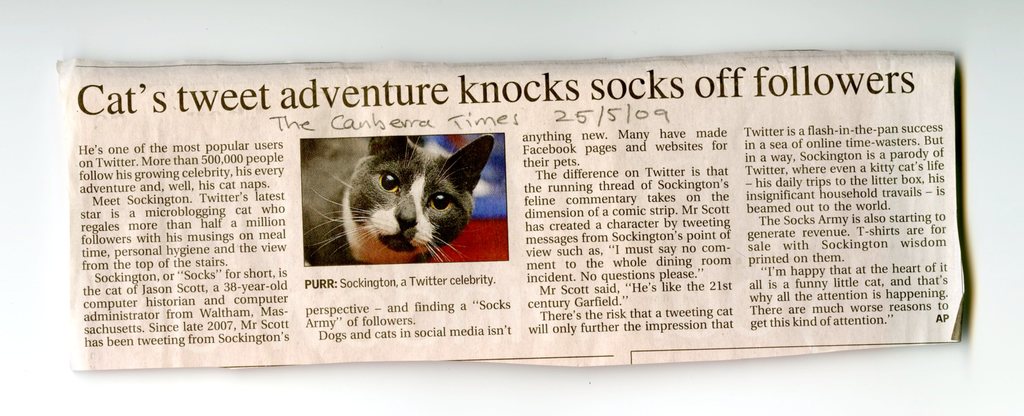 Cat's tweet adventure knocks socks off followers
The Canberra Times 25/5/09
He's one of the most popular users
on Twitter. More than 500,000 people
follow his growing celebrity, his every
adventure and, well, his cat naps.
Meet Sockington. Twitter's latest
star is a microblogging cat who
regales more than half a million
followers with his musings on meal
time, personal hygiene and the view
from the top of the stairs.
Sockington, or "Socks" for short, is
the cat of Jason Scott, a 38-year-old
computer historian and computer
administrator from Waltham, Mas-
sachusetts. Since late 2007, Mr Scott
has been tweeting from Sockington's
PURR: Sockington, a Twitter celebrity.
perspective – and finding a "Socks
Army" of followers.
Dogs and cats in social media isn't
anything new. Many have made
Facebook pages and websites for
their pets.
The difference on Twitter is that
the running thread of Sockington's
feline commentary takes on the
dimension of a comic strip. Mr Scott
has created a character by tweeting
messages from Sockington's point of
view such as, "I must say no com-
ment to the whole dining room
incident. No questions please."
Mr Scott said, "He's like the 21st
century Garfield."
There's the risk that a tweeting cat
will only further the impression that
Twitter is a flash-in-the-pan success
in a sea of online time-wasters. But
in a way, Sockington is a parody of
Twitter, where even a kitty cat's life
– his daily trips to the litter box, his
insignificant household travails – is
beamed out to the world.
The Socks Army is also starting to
generate revenue. T-shirts are for
sale with Sockington wisdom
printed on them.
"I'm happy that at the heart of it
all is a funny little cat, and that's
why all the attention is happening.
There are much worse reasons to
get this kind of attention." AP